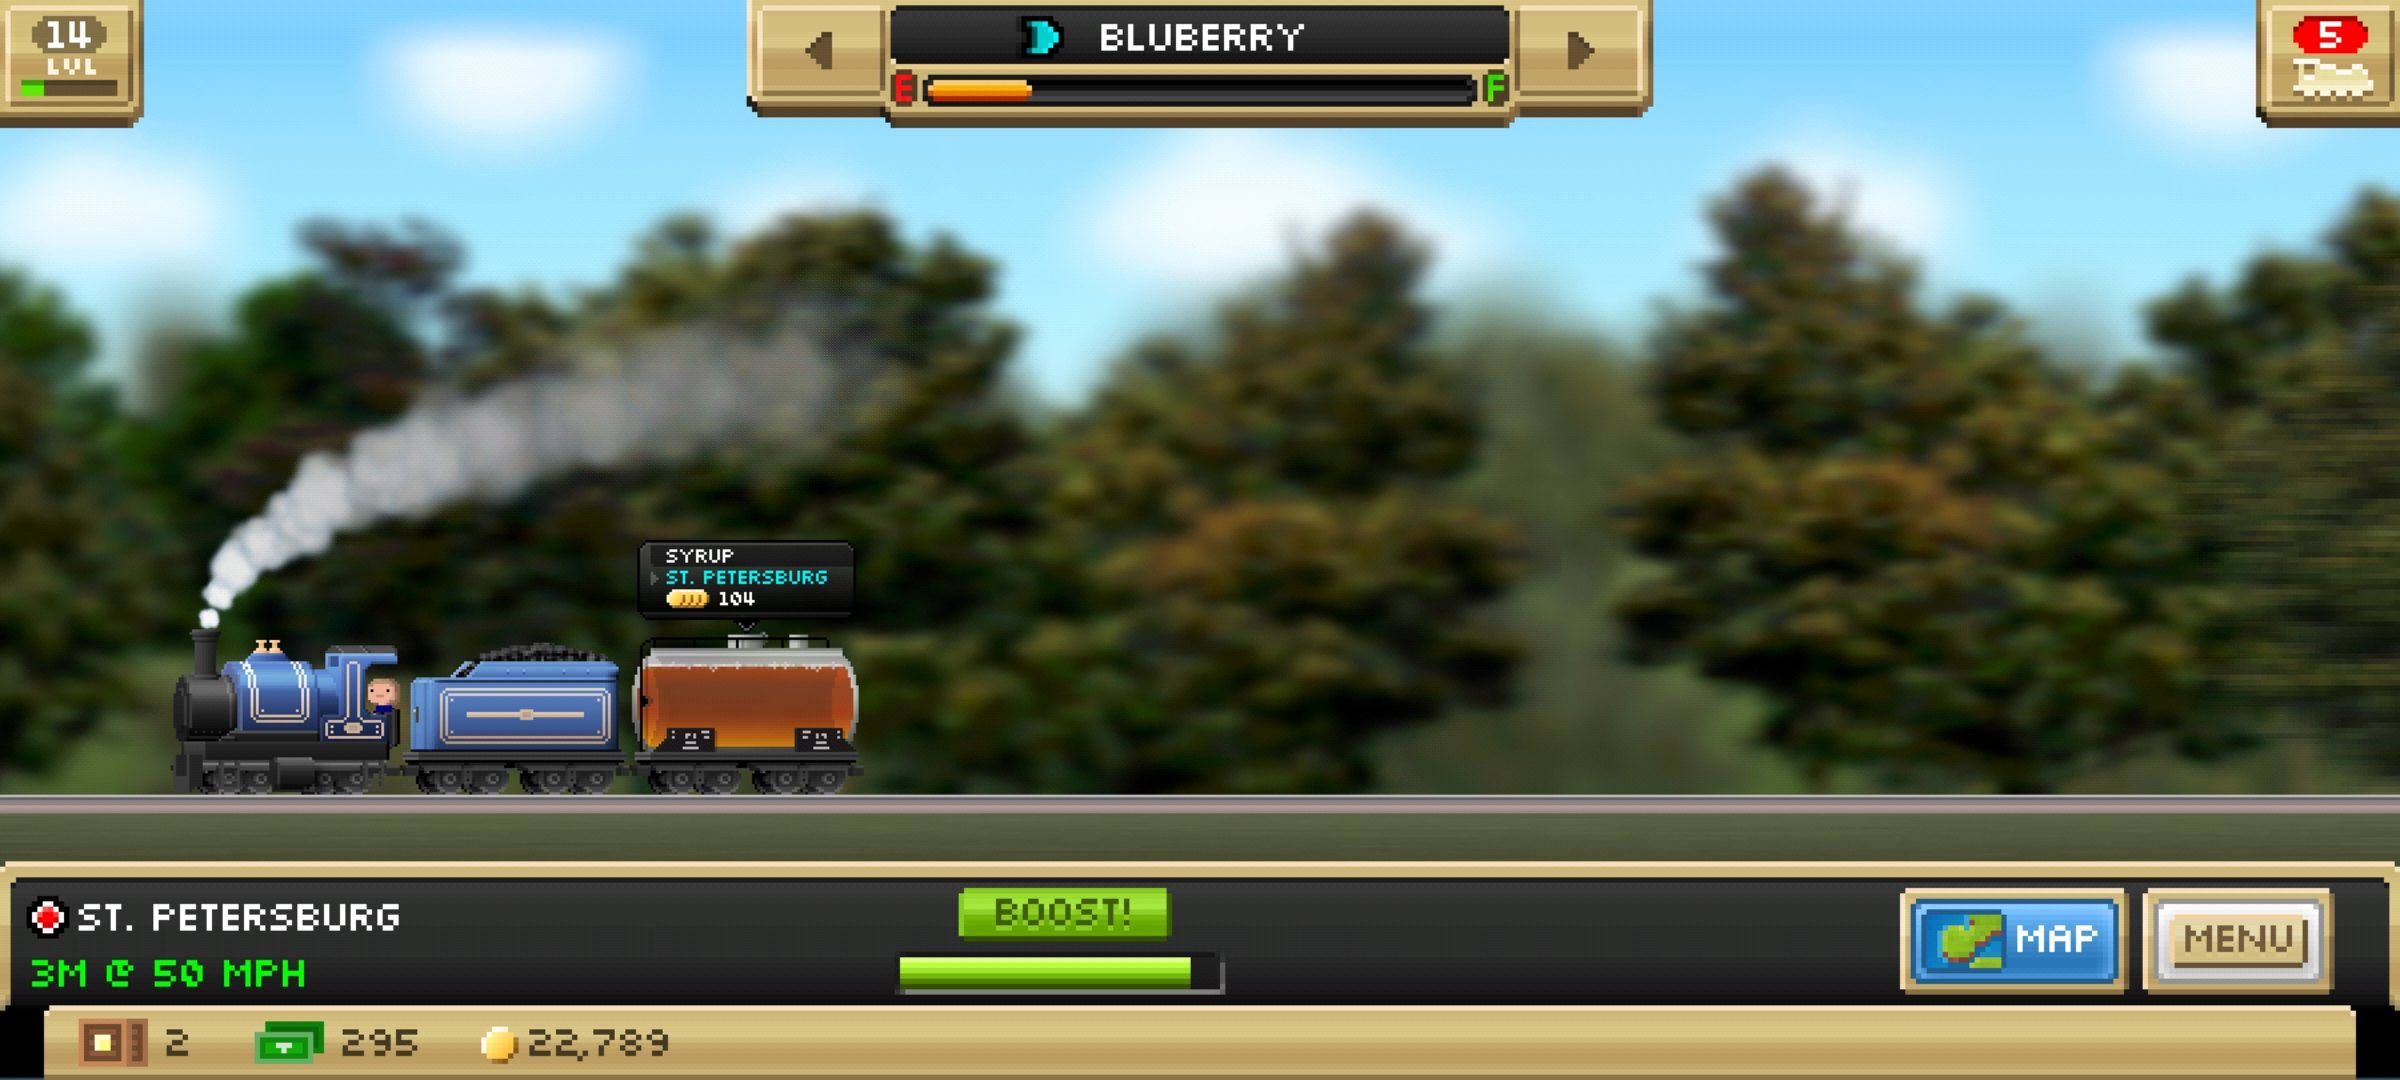 14
LVL
BLUBERRY
E F
5
SYRUP
ST. PETERSBURG
104
ST. PETERSBURG
3M @ 50 MPH
BOOST!
MAP
MENU
2 295 22,789